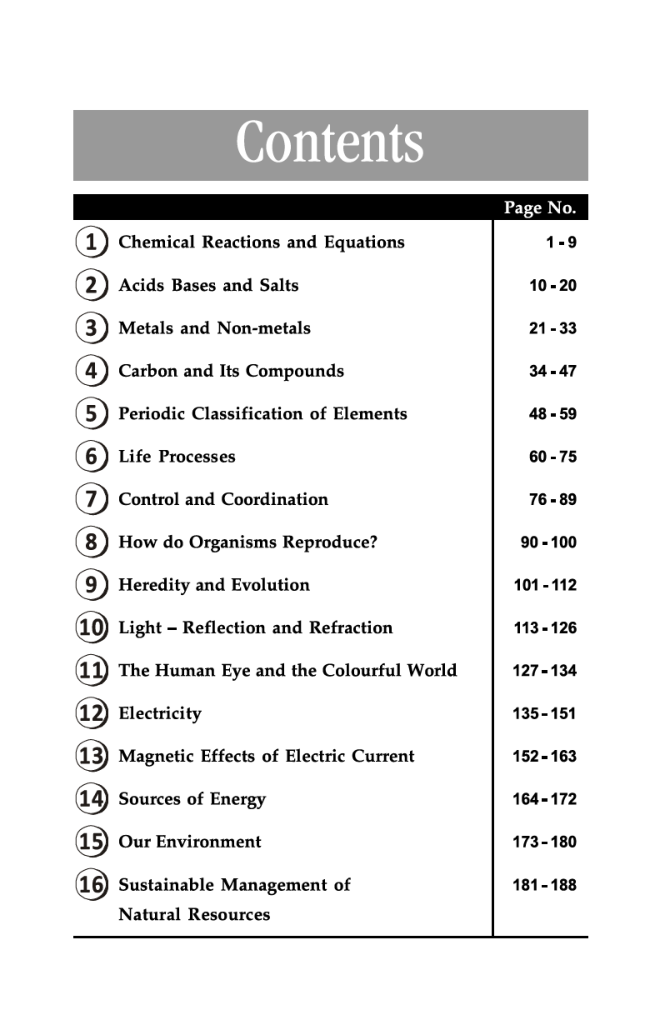 Contents
Page No.
1 Chemical Reactions and Equations 1 - 9
2 Acids Bases and Salts 10 - 20
3 Metals and Non-metals 21 - 33
4 Carbon and Its Compounds 34 - 47
5 Periodic Classification of Elements 48 - 59
6 Life Processes 60 - 75
7 Control and Coordination 76 - 89
8 How do Organisms Reproduce? 90 - 100
9 Heredity and Evolution 101 - 112
10 Light – Reflection and Refraction 113 - 126
11 The Human Eye and the Colourful World 127 - 134
12 Electricity 135 - 151
13 Magnetic Effects of Electric Current 152 - 163
14 Sources of Energy 164 - 172
15 Our Environment 173 - 180
16 Sustainable Management of 181 - 188
Natural Resources